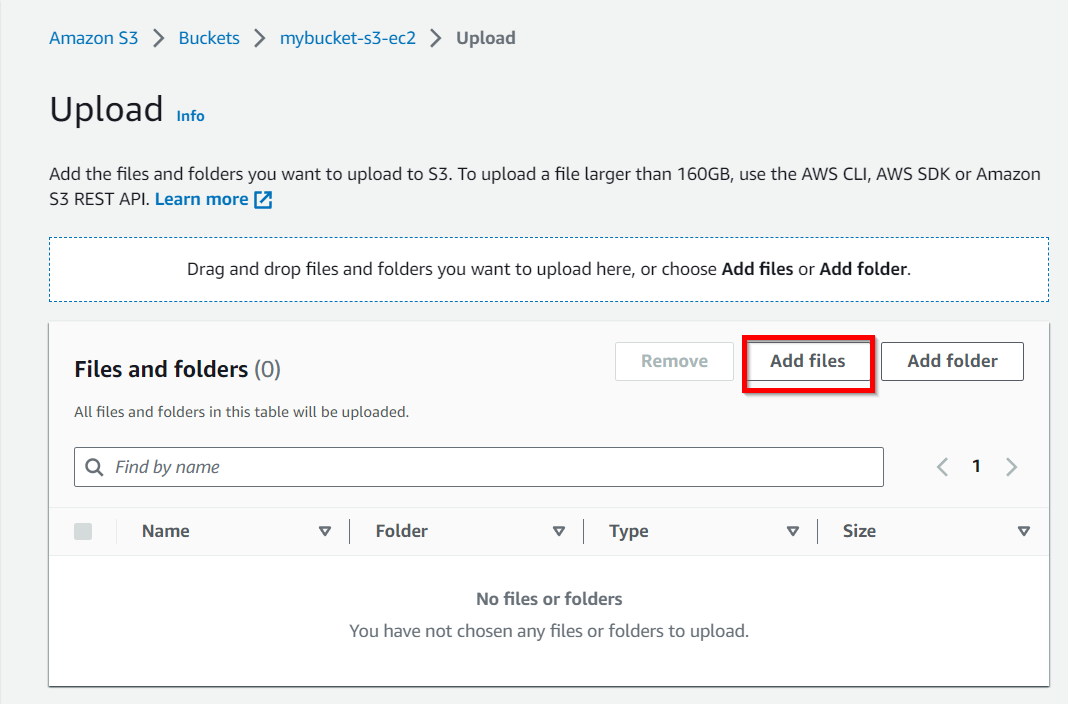 Amazon S3 > Buckets > mybucket-s3-ec2 > Upload
Upload Info
Add the files and folders you want to upload to S3. To upload a file larger than 160GB, use the AWS CLI, AWS SDK or Amazon
S3 REST API. Learn more
Drag and drop files and folders you want to upload here, or choose Add files or Add folder.
Files and folders (0)
Remove
Add files
Add folder
All files and folders in this table will be uploaded.
Find by name
1
Name Folder Type Size
No files or folders
You have not chosen any files or folders to upload.